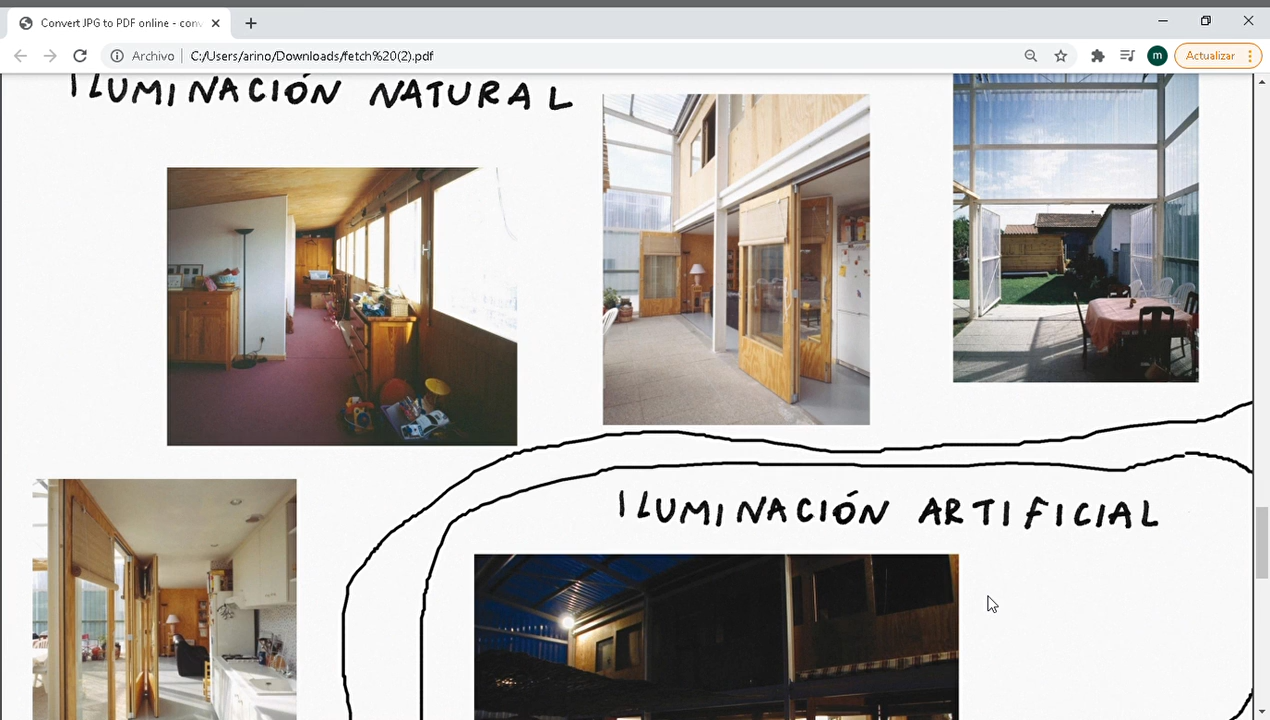 Convert JPG to PDF online - conv
Archivo | C:/Users/arino/Downloads/fetch%20(2).pdf
m
Actualizar
ILUMINACIÓN NATURAL
ILUMINACIÓN ARTIFICIAL